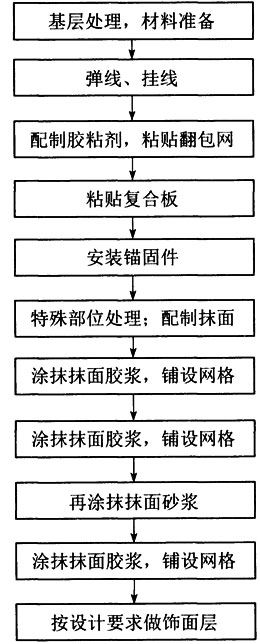 基层处理，材料准备
弹线、挂线
配制胶粘剂，粘贴翻包网
粘贴复合板
安装锚固件
特殊部位处理；配制抹面
涂抹抹面胶浆，铺设网格
涂抹抹面胶浆，铺设网格
再涂抹抹面砂浆
涂抹抹面胶浆，铺设网格
按设计要求做饰面层